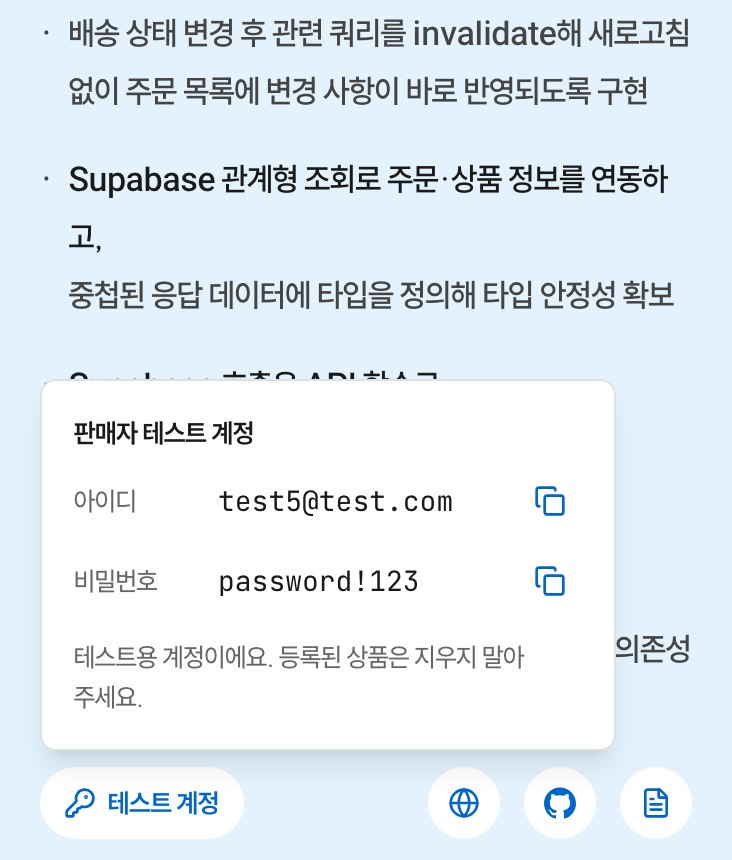 · 배송 상태 변경 후 관련 쿼리를 invalidate해 새로고침
없이 주문 목록에 변경 사항이 바로 반영되도록 구현
· Supabase 관계형 조회로 주문·상품 정보를 연동하
고,
중첩된 응답 데이터에 타입을 정의해 타입 안정성 확보
판매자 테스트 계정
아이디 test5@test.com
비밀번호 password!123
의존성
테스트용 계정이에요. 등록된 상품은 지우지 말아
주세요.
테스트 계정